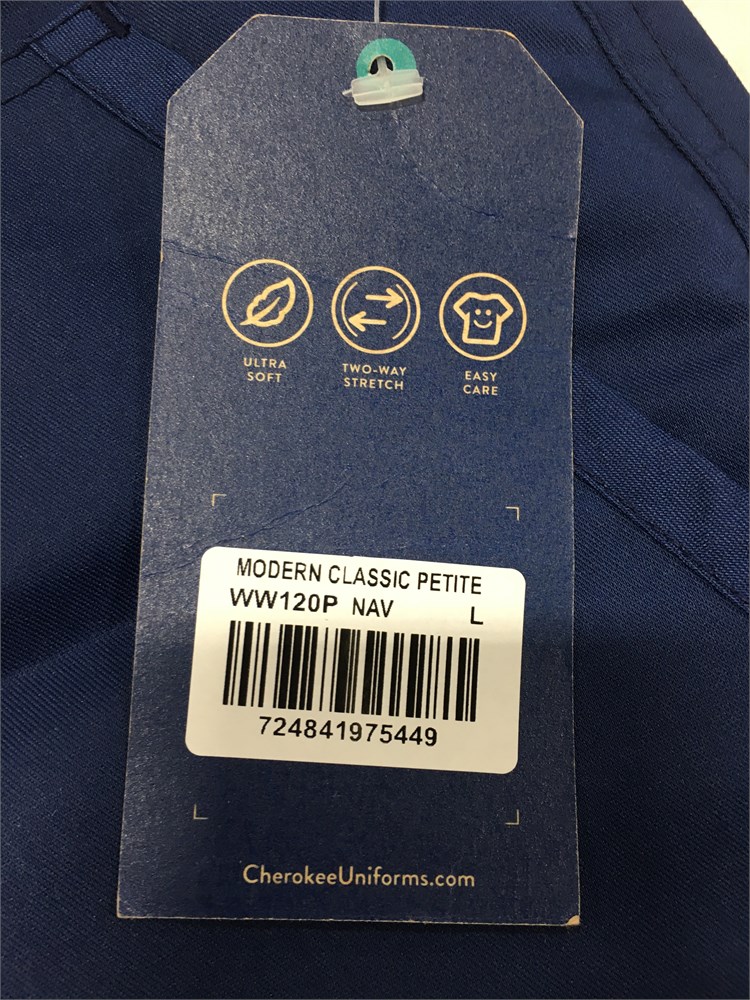 ULTRA
SOFT
TWO-WAY
STRETCH
EASY
CARE
MODERN CLASSIC PETITE
WW120P NAV L
724841975449
CherokeeUniforms.com